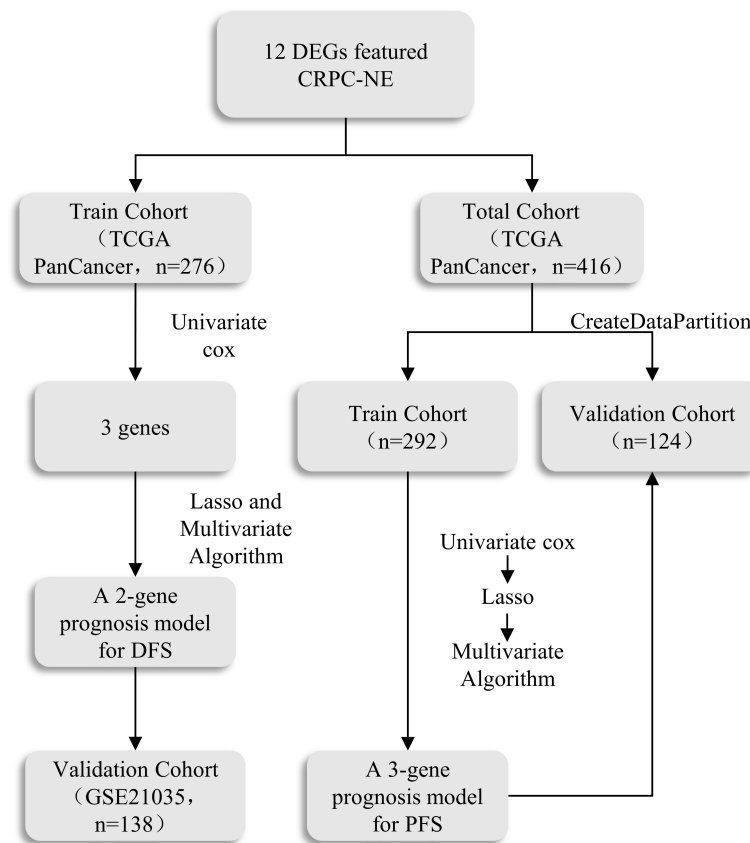 12 DEGs featured
CRPC-NE
Train Cohort
（TCGA
PanCancer，n=276）
Total Cohort
（TCGA
PanCancer，n=416）
Univariate
cox
CreateDataPartition
3 genes
Train Cohort
（n=292）
Validation Cohort
（n=124）
Lasso and
Multivariate
Algorithm
Univariate cox
Lasso
Multivariate
Algorithm
A 2-gene
prognosis model
for DFS
Validation Cohort
（GSE21035，
n=138）
A 3-gene
prognosis model
for PFS